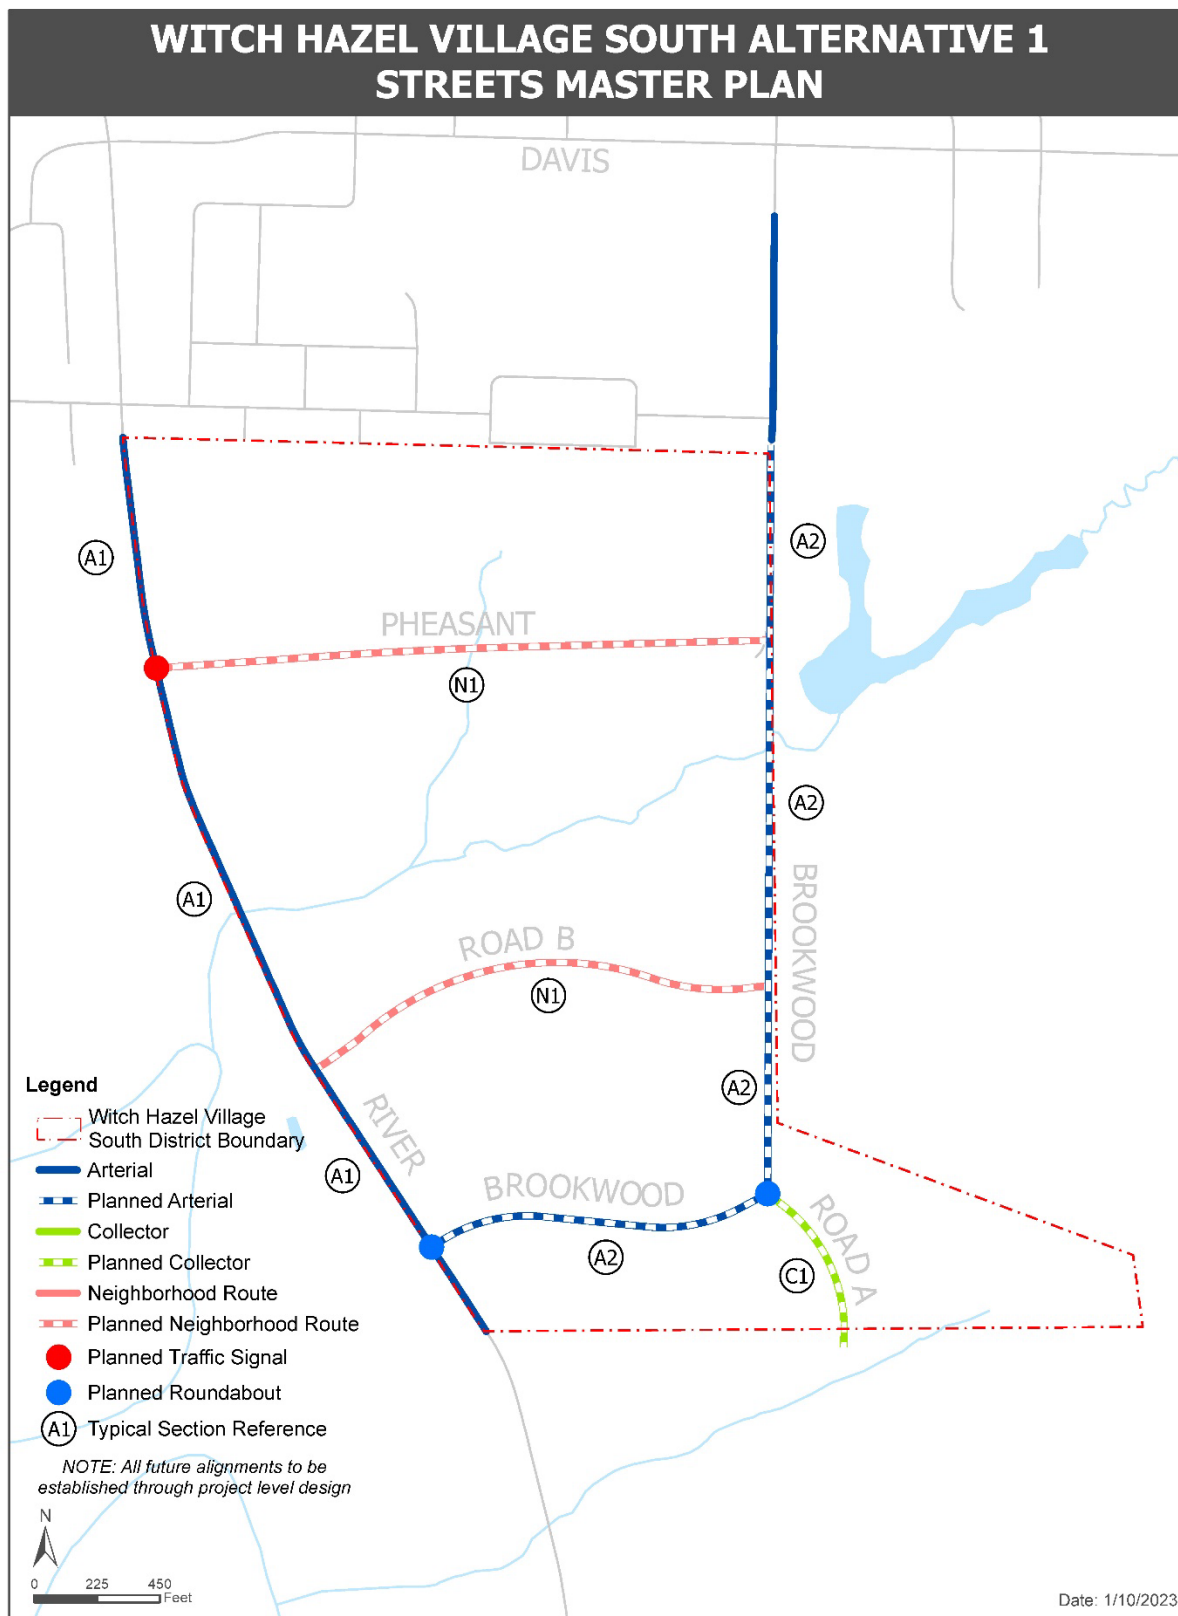 WITCH HAZEL VILLAGE SOUTH ALTERNATIVE 1
STREETS MASTER PLAN
DAVIS
A2
A1
PHEASANT
N1
A2
BROOKWOOD
A1
ROAD B
N1
A2
RIVER
A1
BROOKWOOD
A2
ROAD A
C1
Legend
Witch Hazel Village
South District Boundary
Arterial
Planned Arterial
Collector
Planned Collector
Neighborhood Route
Planned Neighborhood Route
Planned Traffic Signal
Planned Roundabout
A1 Typical Section Reference
NOTE: All future alignments to be
established through project level design
N
0 225 450
Feet
Date: 1/10/2023